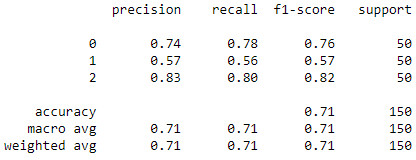 precision recall f1-score support
0 0.74 0.78 0.76 50
1 0.57 0.56 0.57 50
2 0.83 0.80 0.82 50
accuracy 0.71 150
macro avg 0.71 0.71 0.71 150
weighted avg 0.71 0.71 0.71 150